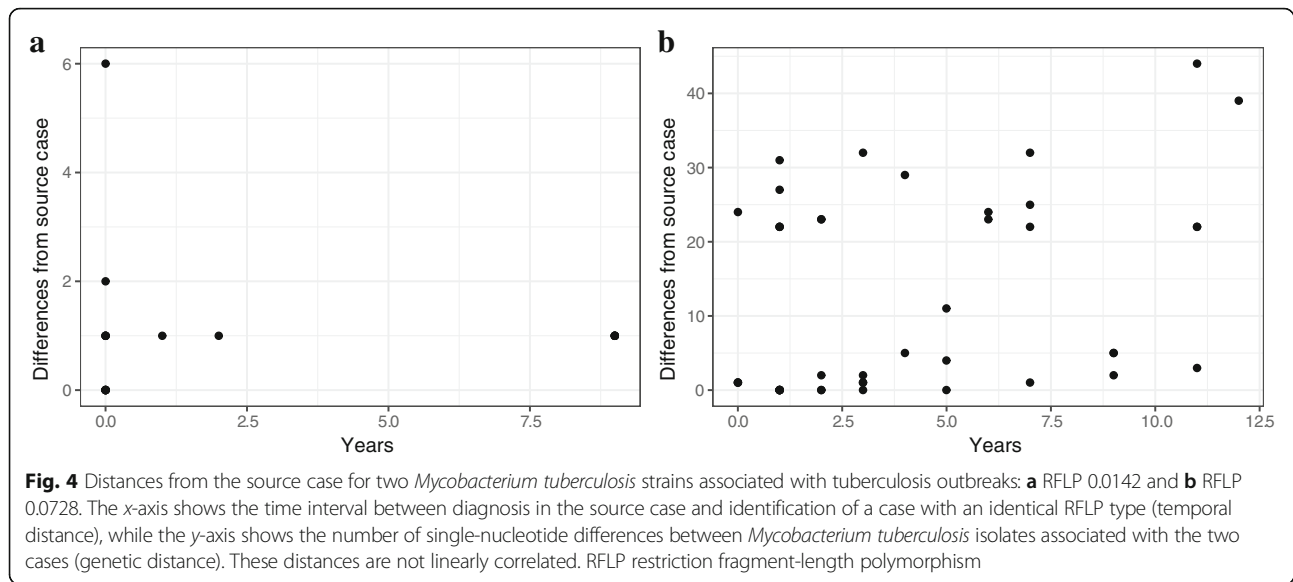 a
6
4
2
0
Differences from source case
0.0
2.5
5.0
7.5
Years
b
40
30
20
10
0
Differences from source case
0.0
2.5
5.0
7.5
10.0
12.5
Years
Fig. 4 Distances from the source case for two Mycobacterium tuberculosis strains associated with tuberculosis outbreaks: a RFLP 0.0142 and b RFLP
0.0728. The x-axis shows the time interval between diagnosis in the source case and identification of a case with an identical RFLP type (temporal
distance), while the y-axis shows the number of single-nucleotide differences between Mycobacterium tuberculosis isolates associated with the two
cases (genetic distance). These distances are not linearly correlated. RFLP restriction fragment-length polymorphism